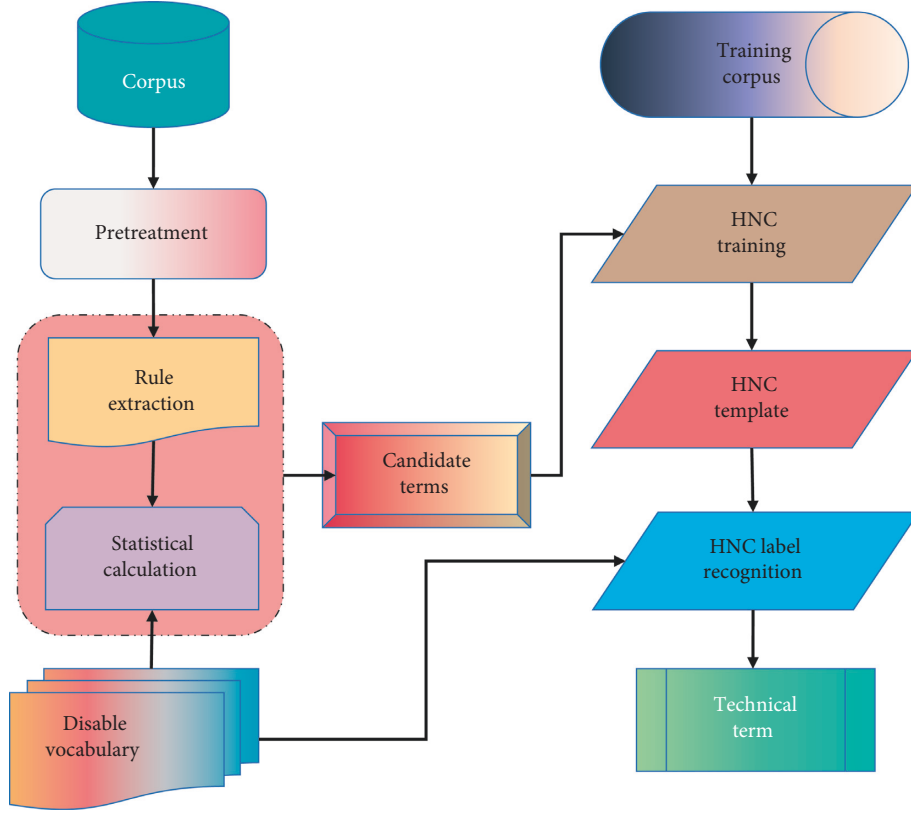 Corpus
Pretreatment
Rule
extraction
Statistical
calculation
Disable
vocabulary
Candidate
terms
Training
corpus
HNC
training
HNC
template
HNC label
recognition
Technical
term